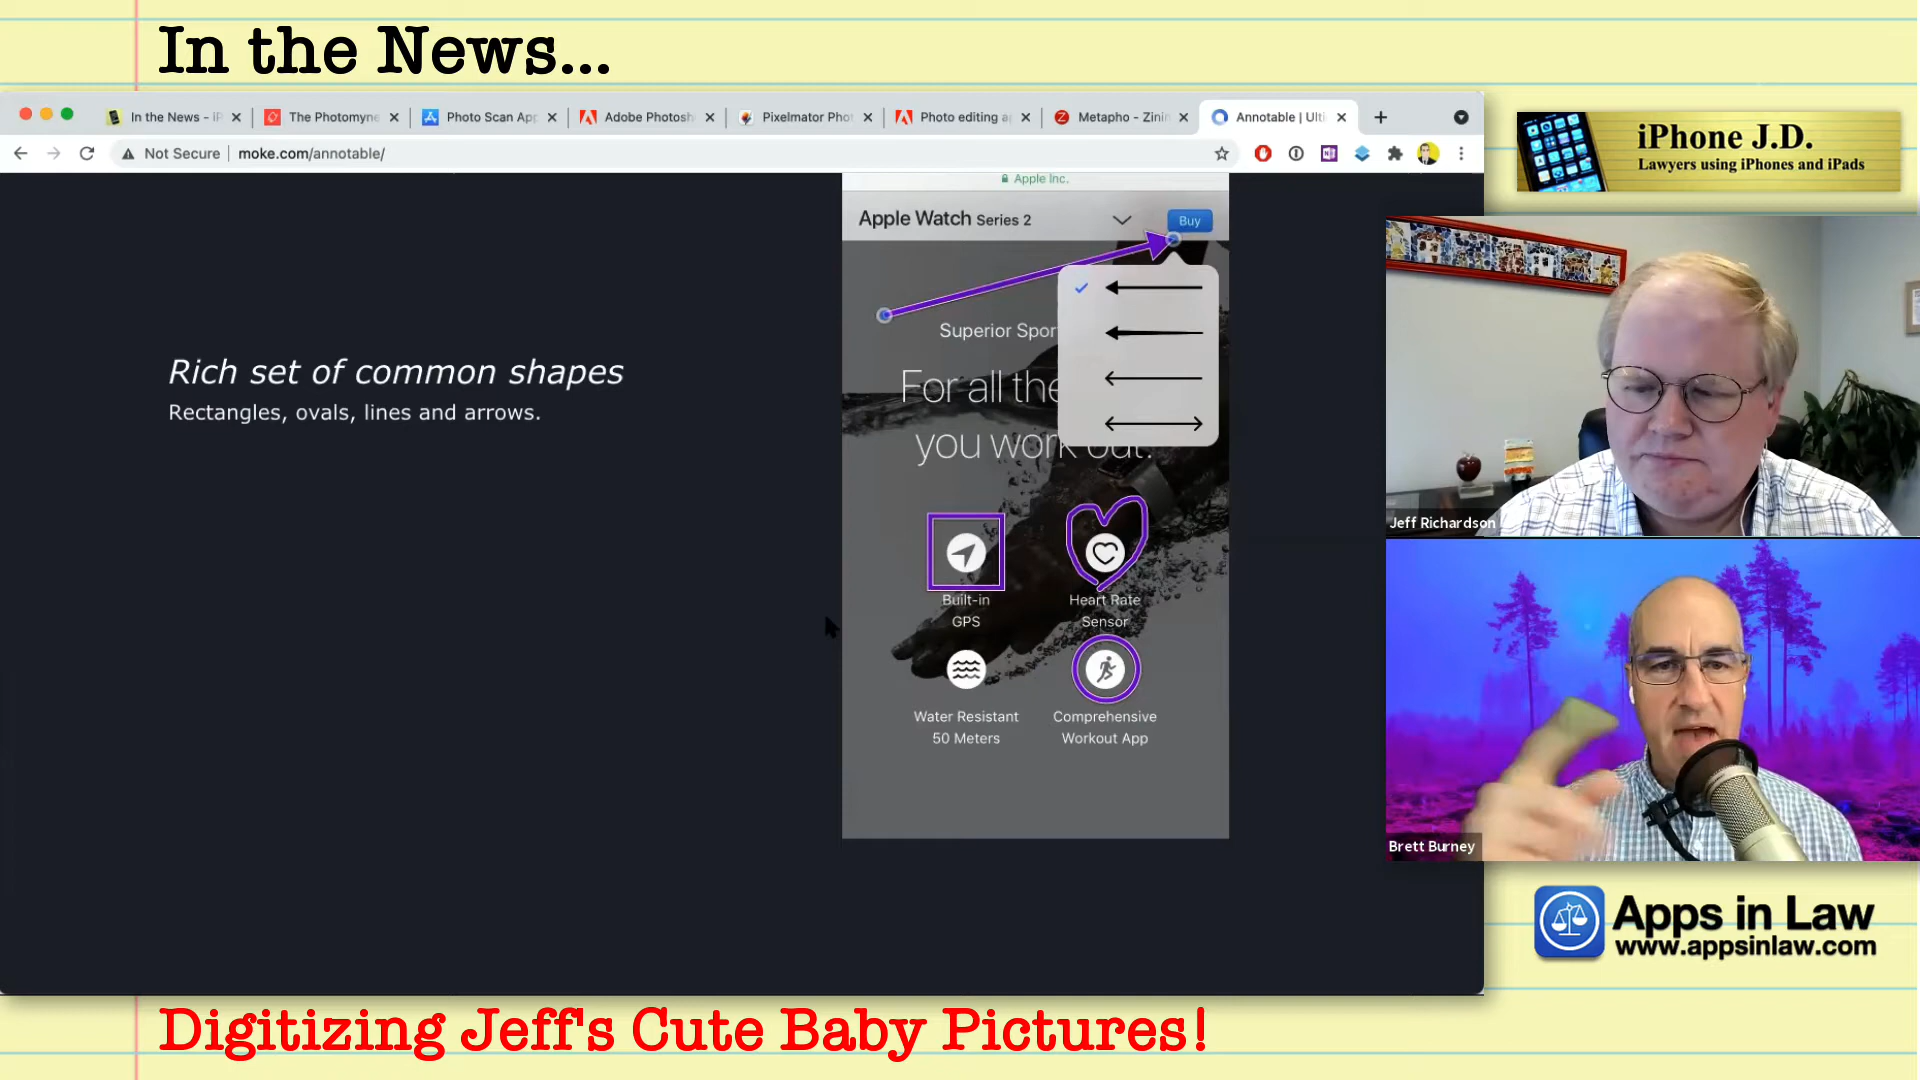 In the News...
In the News - iP
The Photomyne
Photo Scan App
Adobe Photosh
Pixelmator Phot
Photo editing ap
Metapho - Zinin
Annotable | Ulti
Not Secure
moke.com/annotable/
iPhone J.D.
Lawyers using iPhones and iPads
Apple Inc.
Apple Watch Series 2
Buy
Superior Spor
For all the
you work out.
Rich set of common shapes
Rectangles, ovals, lines and arrows.
Built-in
GPS
Heart Rate
Sensor
Water Resistant
50 Meters
Comprehensive
Workout App
Jeff Richardson
Brett Burney
Apps in Law
www.appsinlaw.com
Digitizing Jeff's Cute Baby Pictures!